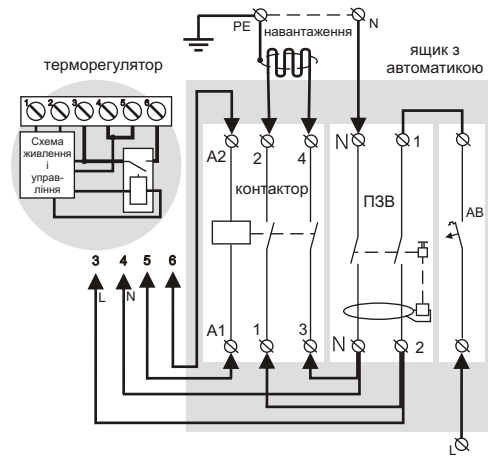 PE
N
навантаження
ящик з
автоматикою
терморегулятор
1 2 3 4 5 6
Схема
живлення
і
управ-
ління
A2 2 4 N 1
контактор
ПЗВ
АВ
3 4 5 6
L N
A1 1 3 N 2
L